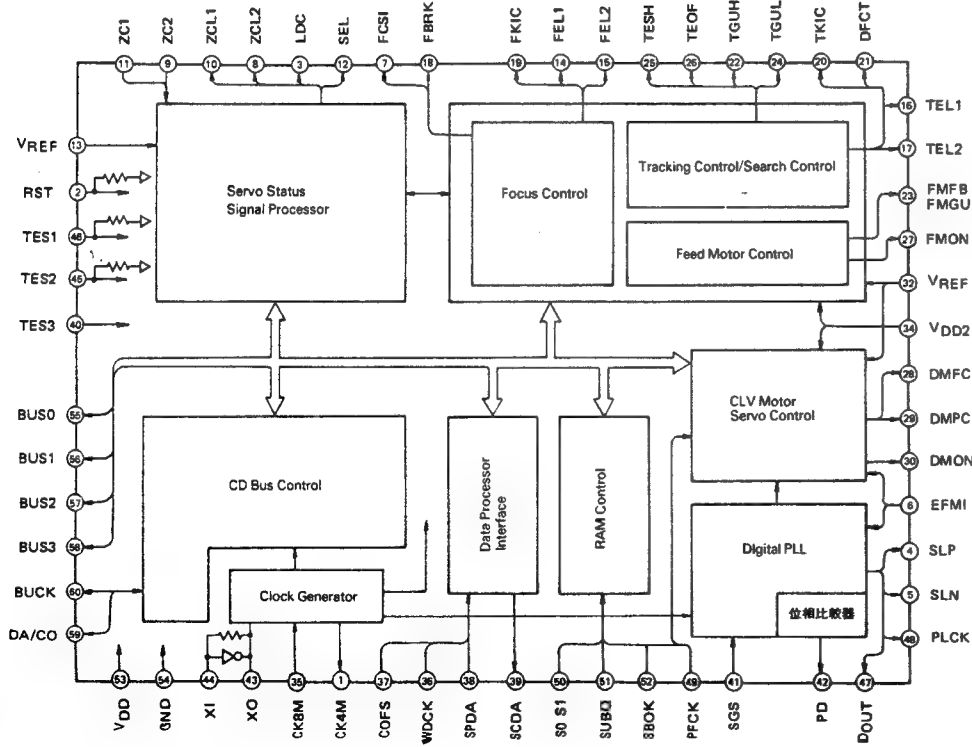 ZC1
ZC2
ZCL1
ZCL2
LDC
SEL
FCSI
FBRK
FKIC
FEL1
FEL2
TESH
TEOF
TGUH
TGUL
TKIC
DFCT
11
9
10
8
3
12
7
18
19
14
15
25
26
22
24
20
21
VREF
13
RST
2
TES1
TES2
45
TES3
40
Servo Status
Signal Processor
Focus Control
Tracking Control/Search Control
Feed Motor Control
16
TEL1
17
TEL2
23
FMFB
FMGU
27
FMON
32
VREF
34
VDD2
28
DMFC
29
DMPC
30
DMON
6
EFMI
4
SLP
5
SLN
48
PLCK
BUS0
55
BUS1
56
BUS2
57
BUS3
58
BUCK
60
DA/CO
59
CD Bus Control
Clock Generator
Data Processor
Interface
RAM Control
CLV Motor
Servo Control
Digital PLL
位相比較器
53
54
44
43
35
1
37
36
38
39
50
51
52
49
41
42
47
VDD
GND
XI
XO
CK8M
CK4M
COFS
WDCK
SPDA
SCDA
S0 S1
SUBQ
SBOK
PFCK
SGS
PD
DOUT